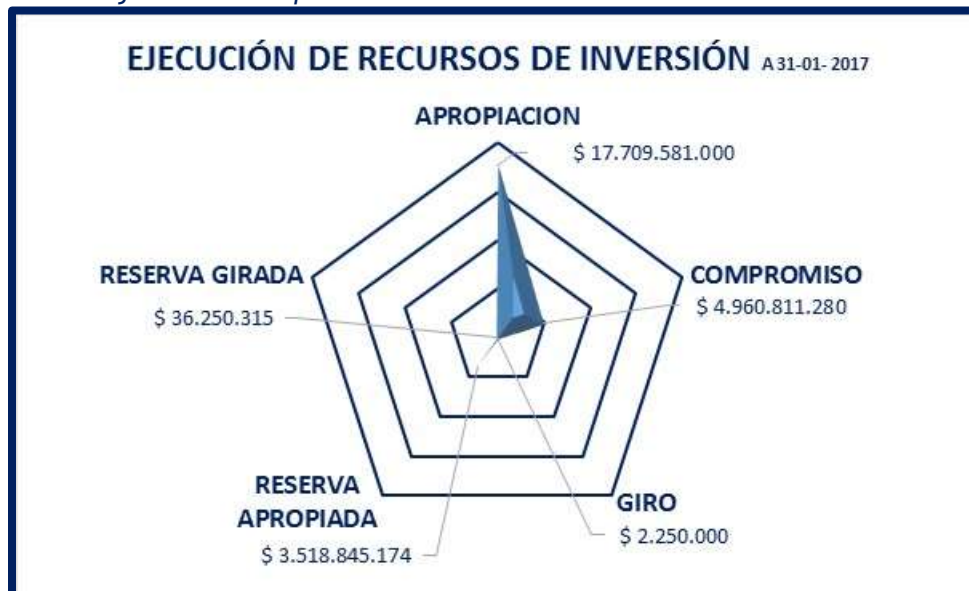 EJECUCIÓN DE RECURSOS DE INVERSIÓN A 31-01- 2017
APROPIACION
$ 17.709.581.000
COMPROMISO
$ 4.960.811.280
RESERVA GIRADA
$ 36.250.315
RESERVA
APROPIADA
$ 3.518.845.174
GIRO
$ 2.250.000